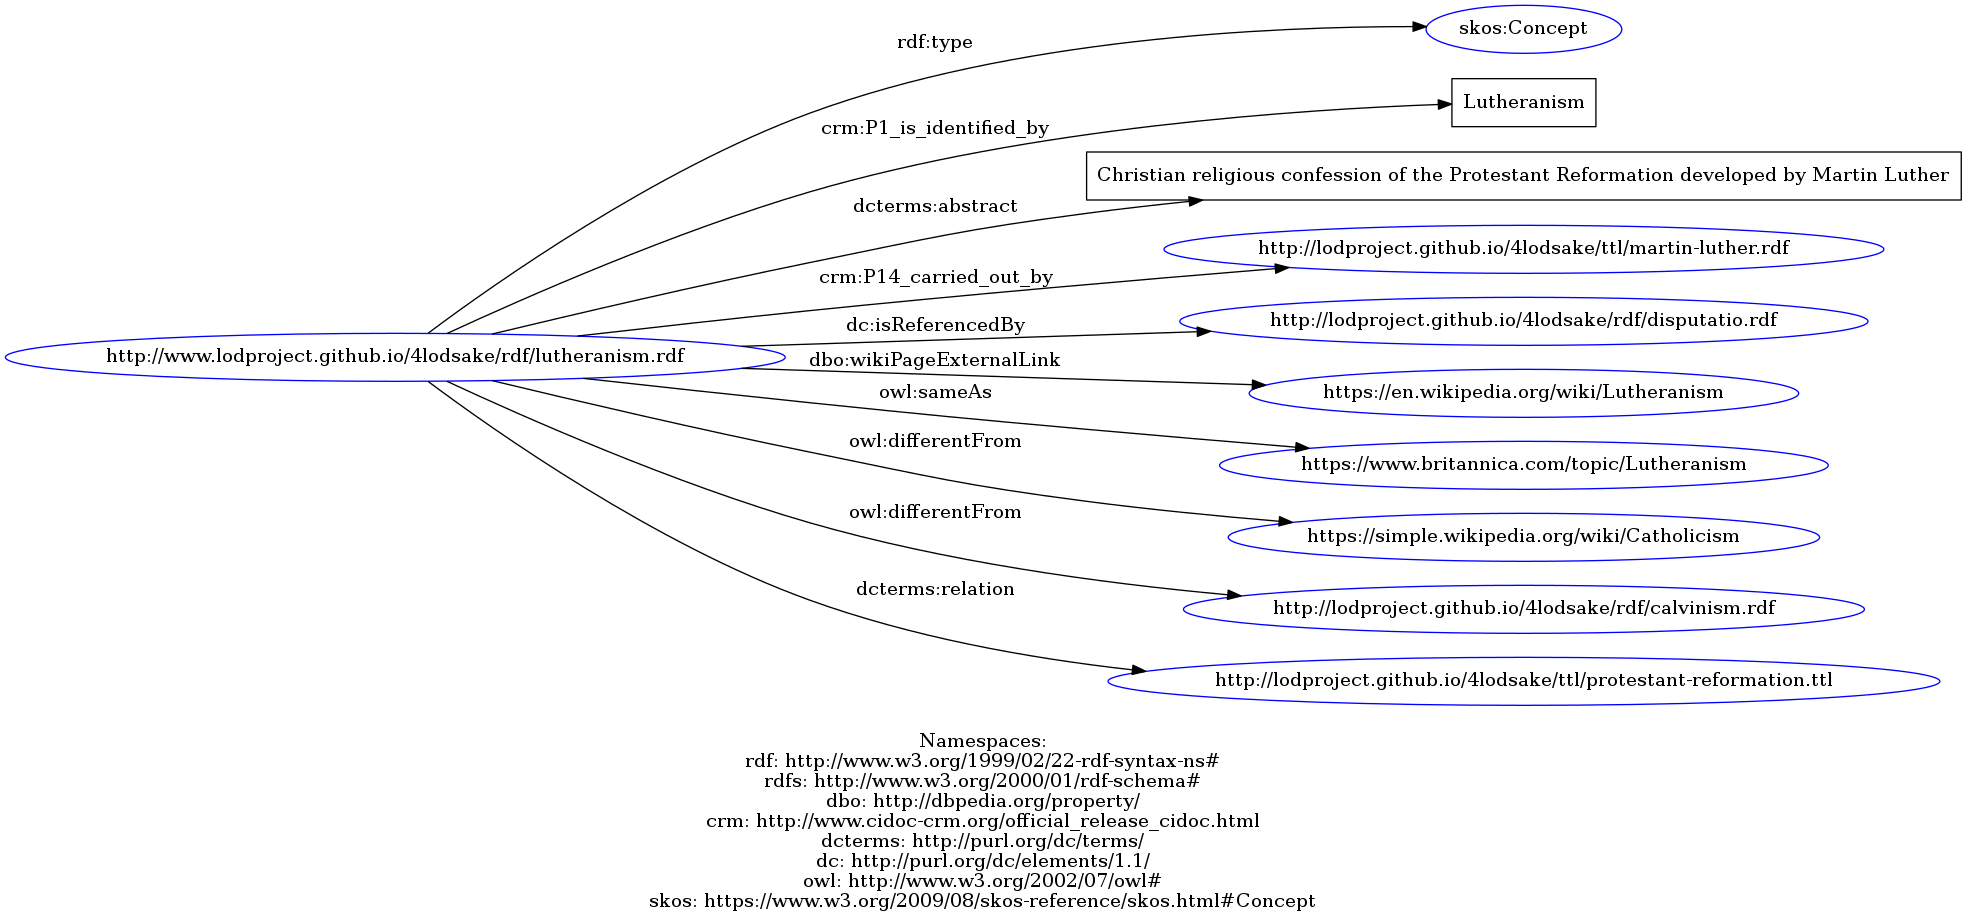 skos:Concept
rdf:type
Lutheranism
crm:P1_is_identified_by
Christian religious confession of the Protestant Reformation developed by Martin Luther
dcterms:abstract
http://lodproject.github.io/4lodsake/ttl/martin-luther.rdf
crm:P14_carried_out_by
http://lodproject.github.io/4lodsake/rdf/disputatio.rdf
dc:isReferencedBy
http://www.lodproject.github.io/4lodsake/rdf/lutheranism.rdf
dbo:wikiPageExternalLink
https://en.wikipedia.org/wiki/Lutheranism
owl:sameAs
https://www.britannica.com/topic/Lutheranism
owl:differentFrom
https://simple.wikipedia.org/wiki/Catholicism
owl:differentFrom
http://lodproject.github.io/4lodsake/rdf/calvinism.rdf
dcterms:relation
http://lodproject.github.io/4lodsake/ttl/protestant-reformation.ttl
Namespaces:
rdf: http://www.w3.org/1999/02/22-rdf-syntax-ns#
rdfs: http://www.w3.org/2000/01/rdf-schema#
dbo: http://dbpedia.org/property/
crm: http://www.cidoc-crm.org/official_release_cidoc.html
dcterms: http://purl.org/dc/terms/
dc: http://purl.org/dc/elements/1.1/
owl: http://www.w3.org/2002/07/owl#
skos: https://www.w3.org/2009/08/skos-reference/skos.html#Concept